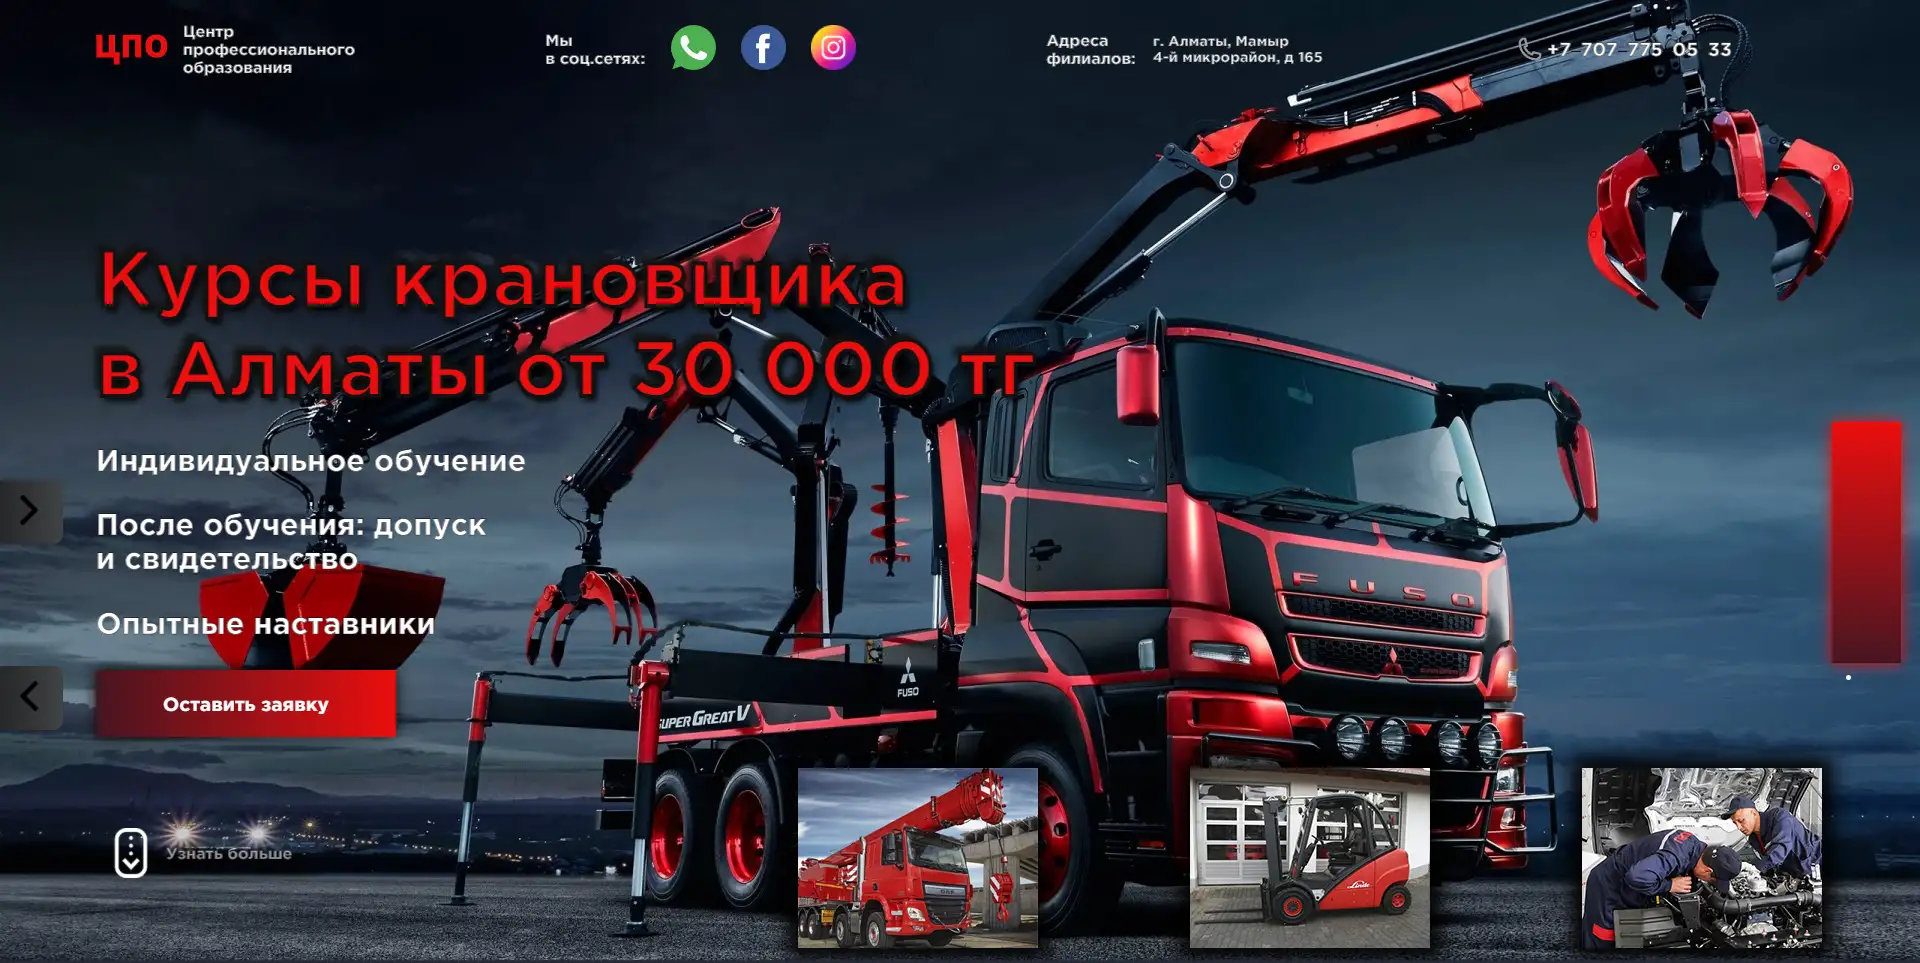 ЦПО
Центр
профессионального
образования
Мы
в соц.сетях:
Адреса
филиалов:
г. Алматы, Мамыр
4-й микрорайон, д 165
+7 707 775 05 33
Курсы крановщика
в Алматы от 30 000 тг
Индивидуальное обучение
После обучения: допуск
и свидетельство
Опытные наставники
Оставить заявку
Узнать больше
FUSO
FUSO
SUPER GREAT V
DAF
Linde